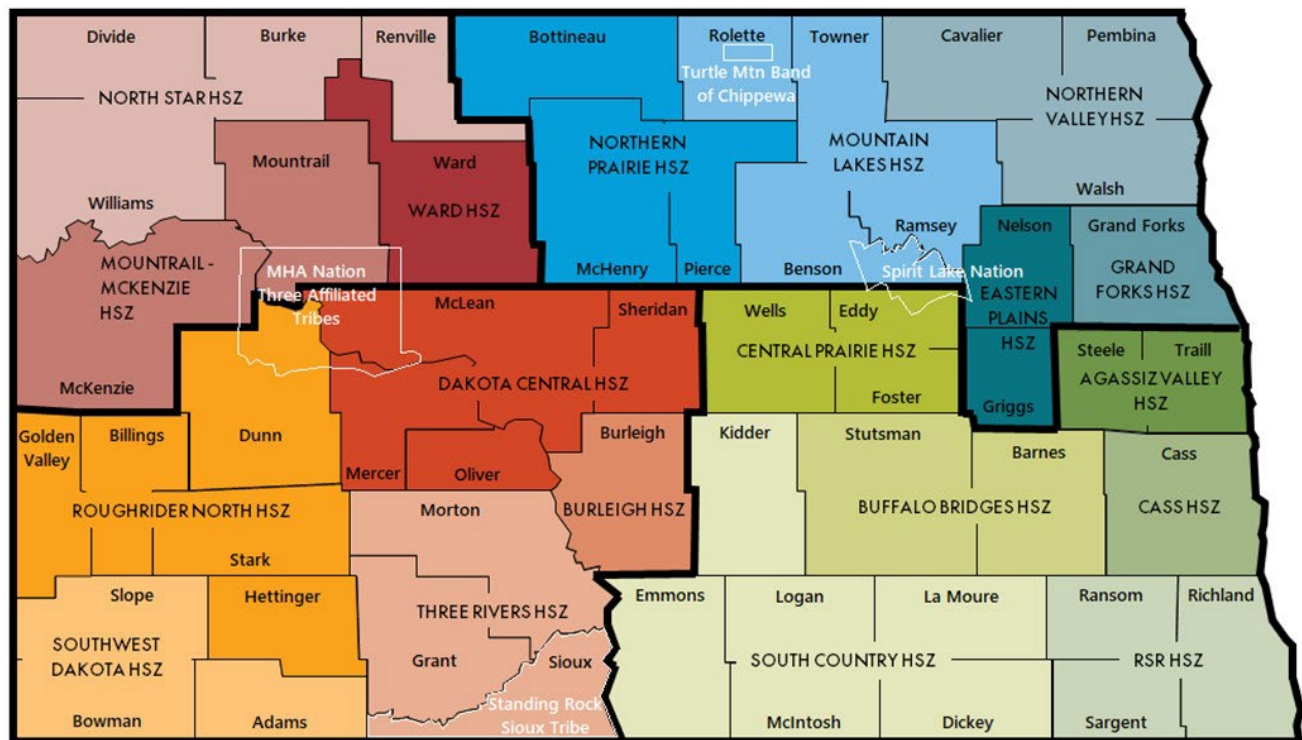 Divide
Burke
Renville
Bottineau
Rolette
Towner
Cavalier
Pembina
Turtle Mtn Band
of Chippewa
NORTH STAR HSZ
NORTHERN
VALLEY HSZ
NORTHERN
PRAIRIE HSZ
MOUNTAIN
LAKES HSZ
Mountrail
Ward
WARD HSZ
Walsh
Williams
Ramsey
Nelson
Grand Forks
MOUNTRAIL -
MCKENZIE
HSZ
MHA Nation
Three Affiliated
Tribes
McHenry
Pierce
Benson
Spirit Lake Nation
GRAND
FORKS HSZ
EASTERN
PLAINS
HSZ
McLean
Sheridan
Wells
Eddy
CENTRAL PRAIRIE HSZ
Steele
Traill
AGASSIZ VALLEY
HSZ
McKenzie
DAKOTA CENTRAL HSZ
Foster
Griggs
Golden
Valley
Billings
Dunn
Burleigh
Kidder
Stutsman
Barnes
Cass
Mercer
Oliver
ROUGHRIDER NORTH HSZ
Morton
BURLEIGH HSZ
BUFFALO BRIDGES HSZ
CASS HSZ
Stark
Slope
Hettinger
Emmons
Logan
La Moure
Ransom
Richland
THREE RIVERS HSZ
SOUTHWEST
DAKOTA HSZ
Grant
Sioux
SOUTH COUNTRY HSZ
RSR HSZ
Standing Rock
Sioux Tribe
Bowman
Adams
McIntosh
Dickey
Sargent